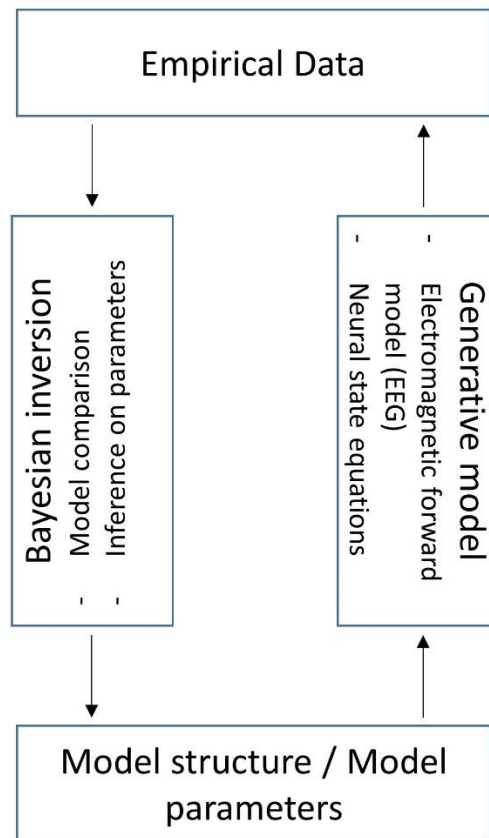 Empirical Data
Bayesian inversion
- Model comparison
- Inference on parameters
Generative model
- Electromagnetic forward
model (EEG)
- Neural state equations
Model structure / Model
parameters